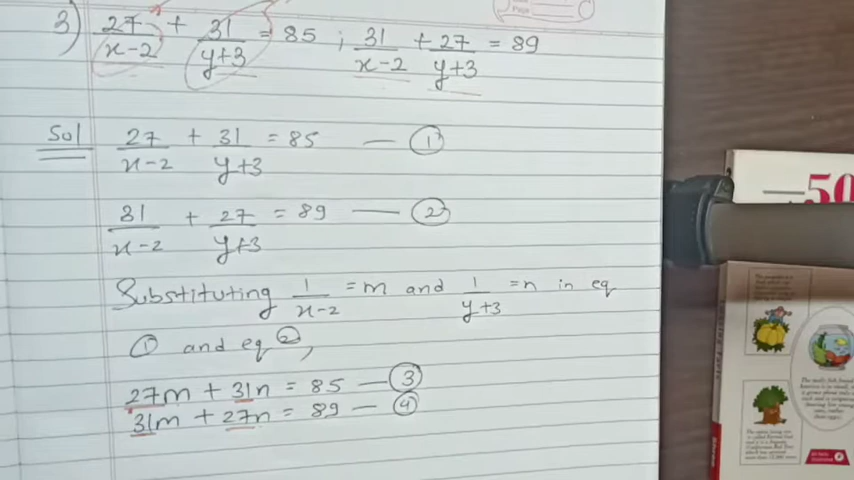 3) 27/(x-2) + 31/(y+3) = 85 ; 31/(x-2) + 27/(y+3) = 89
Sol 27/(x-2) + 31/(y+3) = 85 — ①
31/(x-2) + 27/(y+3) = 89 — ②
Substituting 1/(x-2) = m and 1/(y+3) = n in eq
① and eq ②,
27m + 31n = 85 — ③
31m + 27n = 89 — ④
50